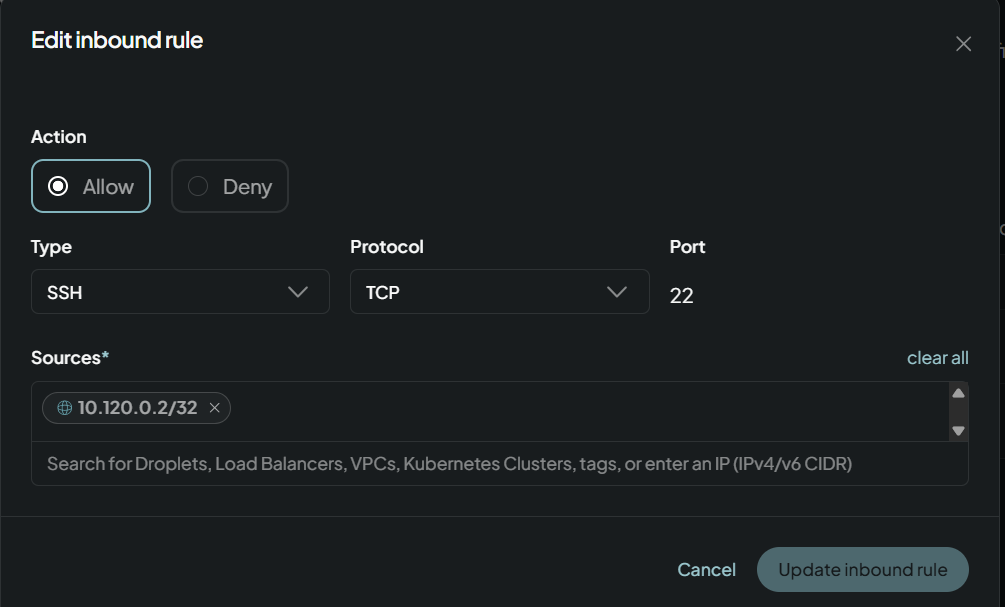 Edit inbound rule
Action
Allow Deny
Type Protocol Port
SSH TCP 22
Sources* clear all
10.120.0.2/32
Search for Droplets, Load Balancers, VPCs, Kubernetes Clusters, tags, or enter an IP (IPv4/v6 CIDR)
Cancel Update inbound rule